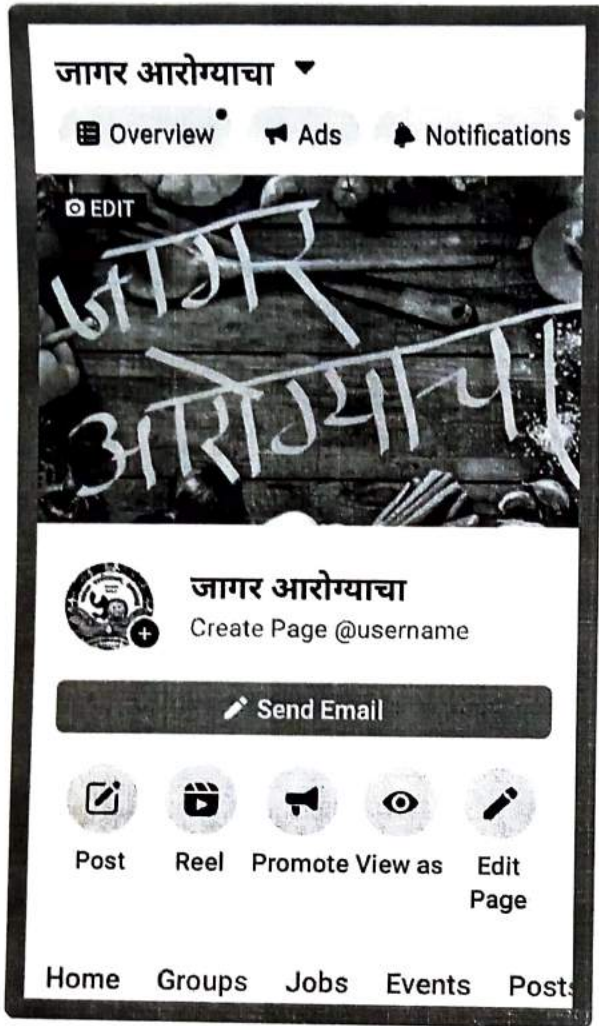 जागर आरोग्याचा
Overview Ads Notifications
EDIT
जागर
आरोग्याचा
जागर आरोग्याचा
Create Page @username
Send Email
Post Reel Promote View as Edit Page
Home Groups Jobs Events Posts